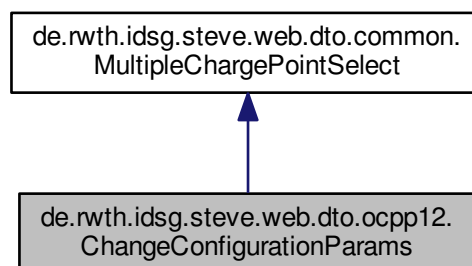 de.rwth.idsg.steve.web.dto.common.
MultipleChargePointSelect
de.rwth.idsg.steve.web.dto.ocpp12.
ChangeConfigurationParams